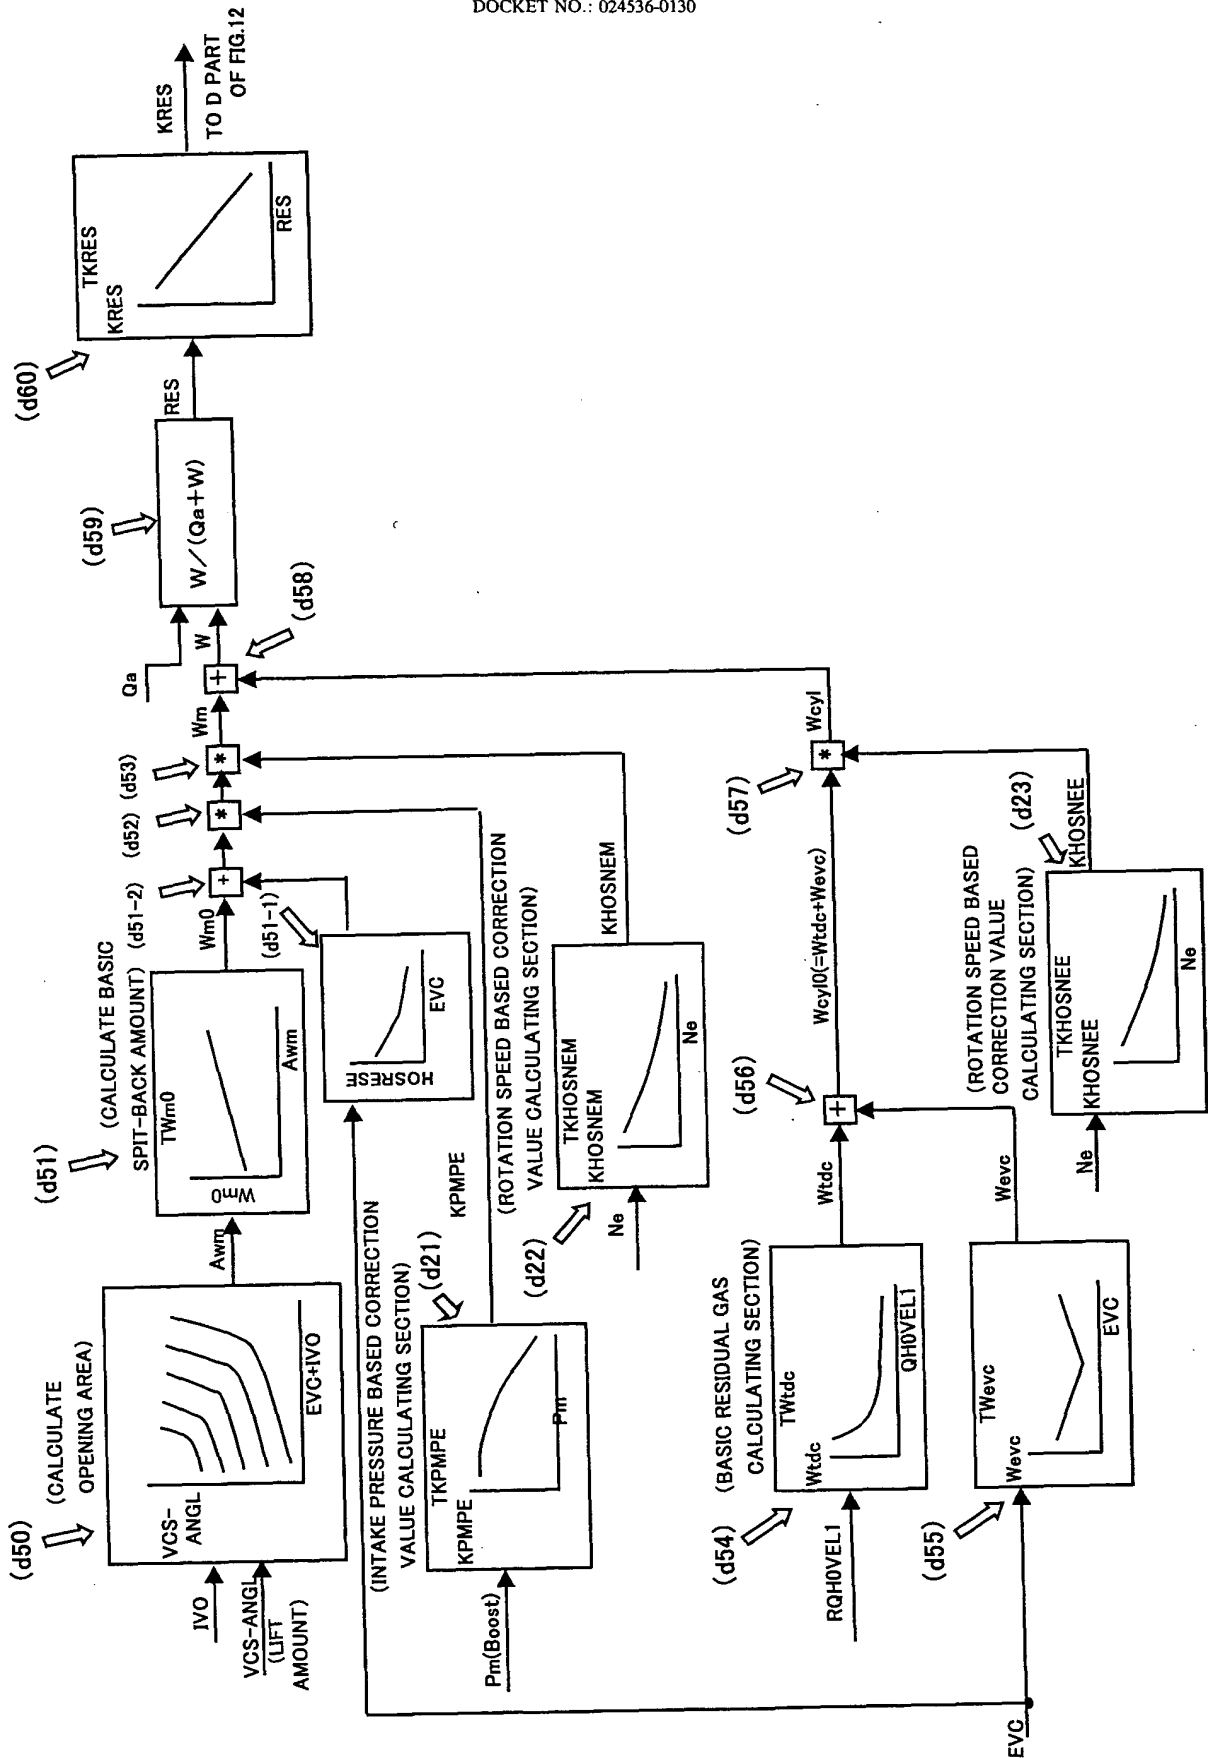 DOCKET NO.: 024536-0130
(d50)
(CALCULATE
OPENING AREA)
VCS-
ANGL
EVC+IVO
IVO
VCS-ANGL
(LIFT
AMOUNT)
Awm
(d51)
(CALCULATE BASIC
SPIT-BACK AMOUNT)
TWm0
Wm0
Awm
Wm0
(d51-2)
(d52)
(d53)
+
*
*
Wm
(d51-1)
HOSRESE
EVC
Qa
+
W
(d58)
(d59)
W/(Qa+W)
RES
(d60)
TKRES
KRES
RES
KRES
TO D PART
OF FIG.12
(INTAKE PRESSURE BASED CORRECTION
VALUE CALCULATING SECTION)
(d21)
KPMPE
TKPMPE
KPMPE
Pm
Pm(Boost)
(ROTATION SPEED BASED CORRECTION
VALUE CALCULATING SECTION)
(d22)
TKHOSNEM
KHOSNEM
Ne
Ne
KHOSNEM
(BASIC RESIDUAL GAS
CALCULATING SECTION)
(d54)
TWtdc
Wtdc
QH0VEL1
RQH0VEL1
Wtdc
(d55)
TWevc
Wevc
EVC
EVC
Wevc
(d56)
+
Wcyl0(=Wtdc+Wevc)
(d57)
*
Wcyl
(ROTATION SPEED BASED
CORRECTION VALUE
CALCULATING SECTION)
(d23)
TKHOSNEE
KHOSNEE
Ne
Ne
KHOSNEE